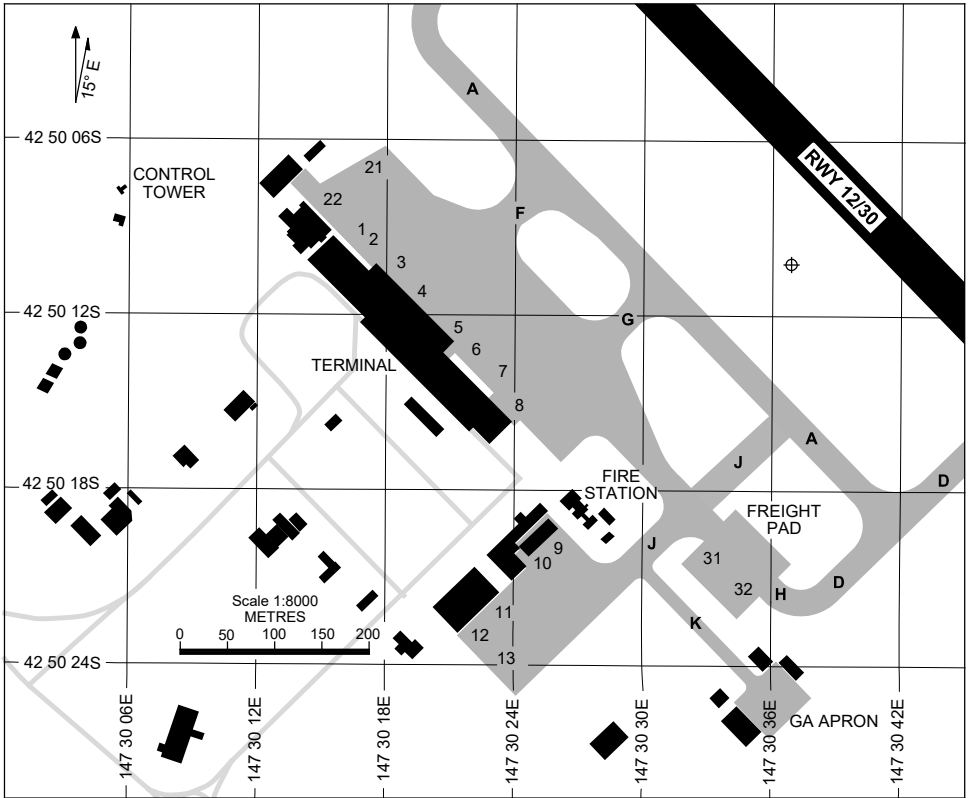 15° E
A
42 50 06S
RWY 12/30
CONTROL
TOWER
21
22
F
1
2
3
4
42 50 12S
G
5
6
TERMINAL
7
8
A
J
42 50 18S
D
FIRE
STATION
FREIGHT
PAD
J
9
10
31
32
H
D
Scale 1:8000
METRES
0 50 100 150 200
11
K
12
13
42 50 24S
147 30 06E
147 30 12E
147 30 18E
147 30 24E
147 30 30E
147 30 36E
147 30 42E
GA APRON